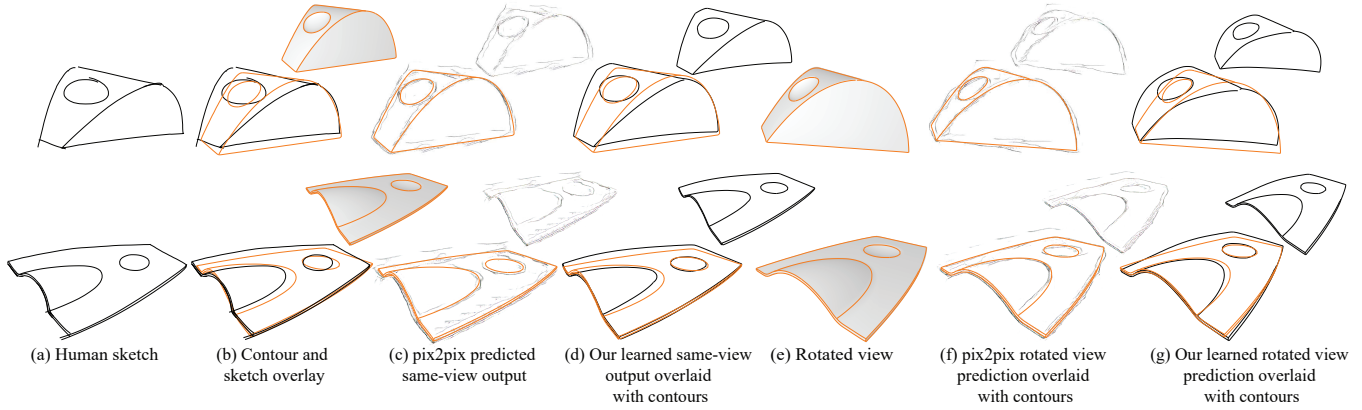 (a) Human sketch
(b) Contour and
sketch overlay
(c) pix2pix predicted
same-view output
(d) Our learned same-view
output overlaid
with contours
(e) Rotated view
(f) pix2pix rotated view
prediction overlaid
with contours
(g) Our learned rotated view
prediction overlaid
with contours